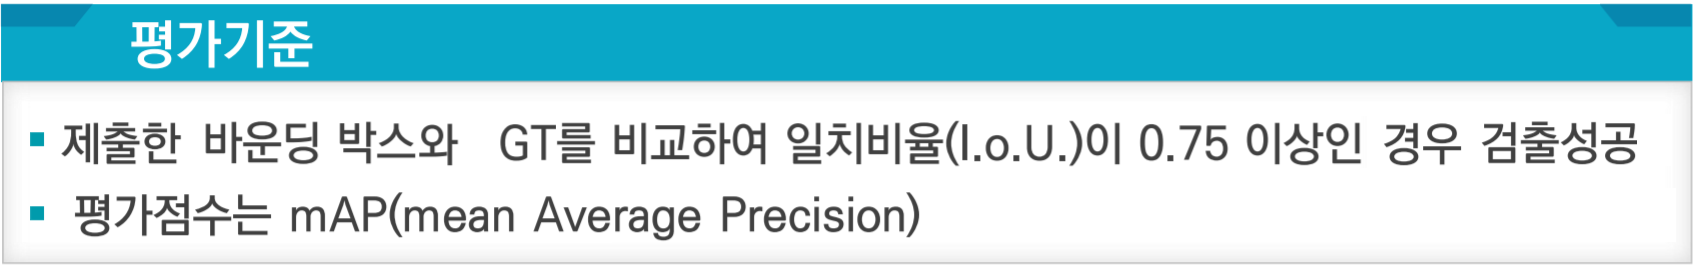 평가기준
▪ 제출한 바운딩 박스와 GT를 비교하여 일치비율(I.o.U.)이 0.75 이상인 경우 검출성공
▪ 평가점수는 mAP(mean Average Precision)